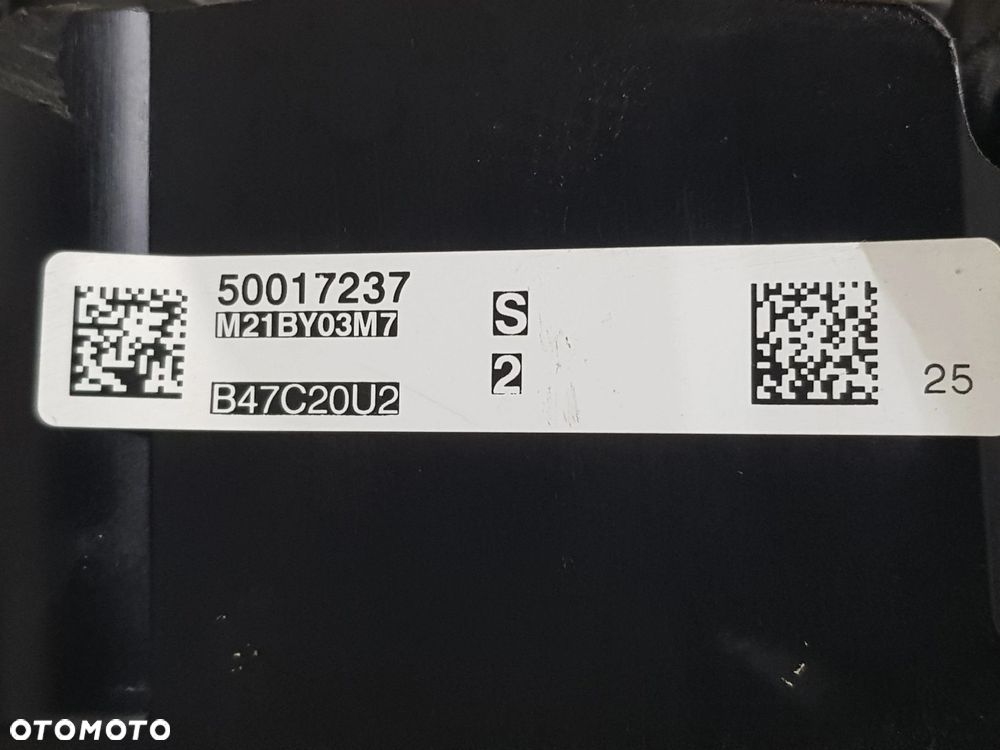 50017237
M21BY03M7
S
B47C20U2
2
25
OTOMOTO